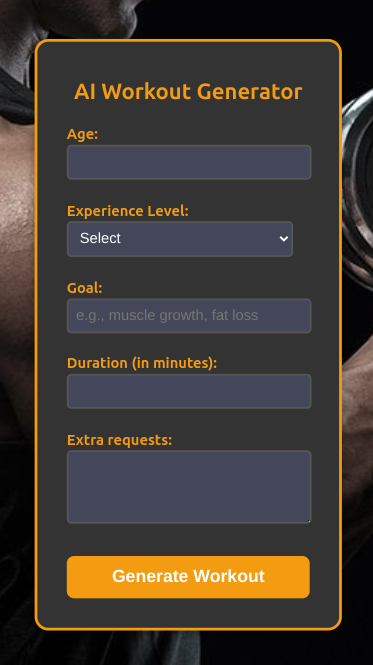 AI Workout Generator
Age:
Experience Level:
Select
Goal:
e.g., muscle growth, fat loss
Duration (in minutes):
Extra requests:
Generate Workout